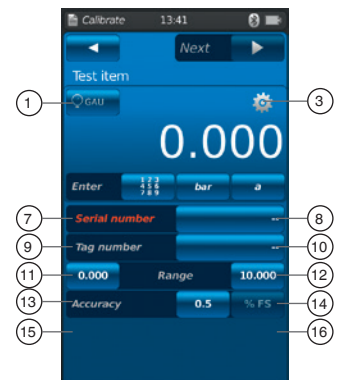 Calibrate 13:41
Next
Test item
1 GAU 3
0.000
Enter 1 2 3 4 5 6 7 8 9 bar a
7 Serial number -- 8
9 Tag number -- 10
11 0.000 Range 10.000 12
13 Accuracy 0.5 % FS 14
15 16